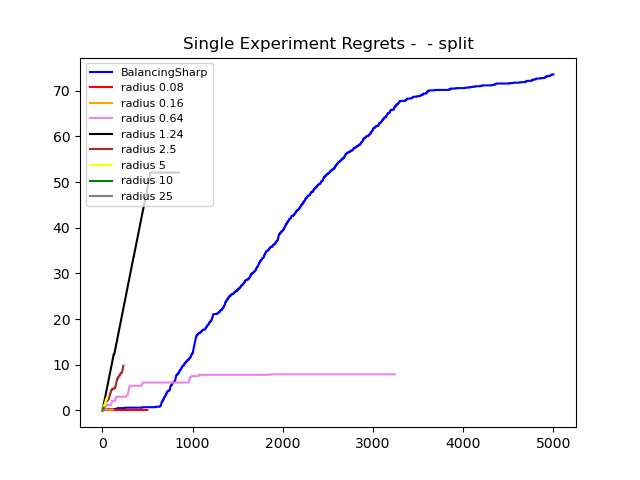 Single Experiment Regrets -  - split
BalancingSharp
radius 0.08
radius 0.16
radius 0.64
radius 1.24
radius 2.5
radius 5
radius 10
radius 25
70
60
50
40
30
20
10
0
0 1000 2000 3000 4000 5000